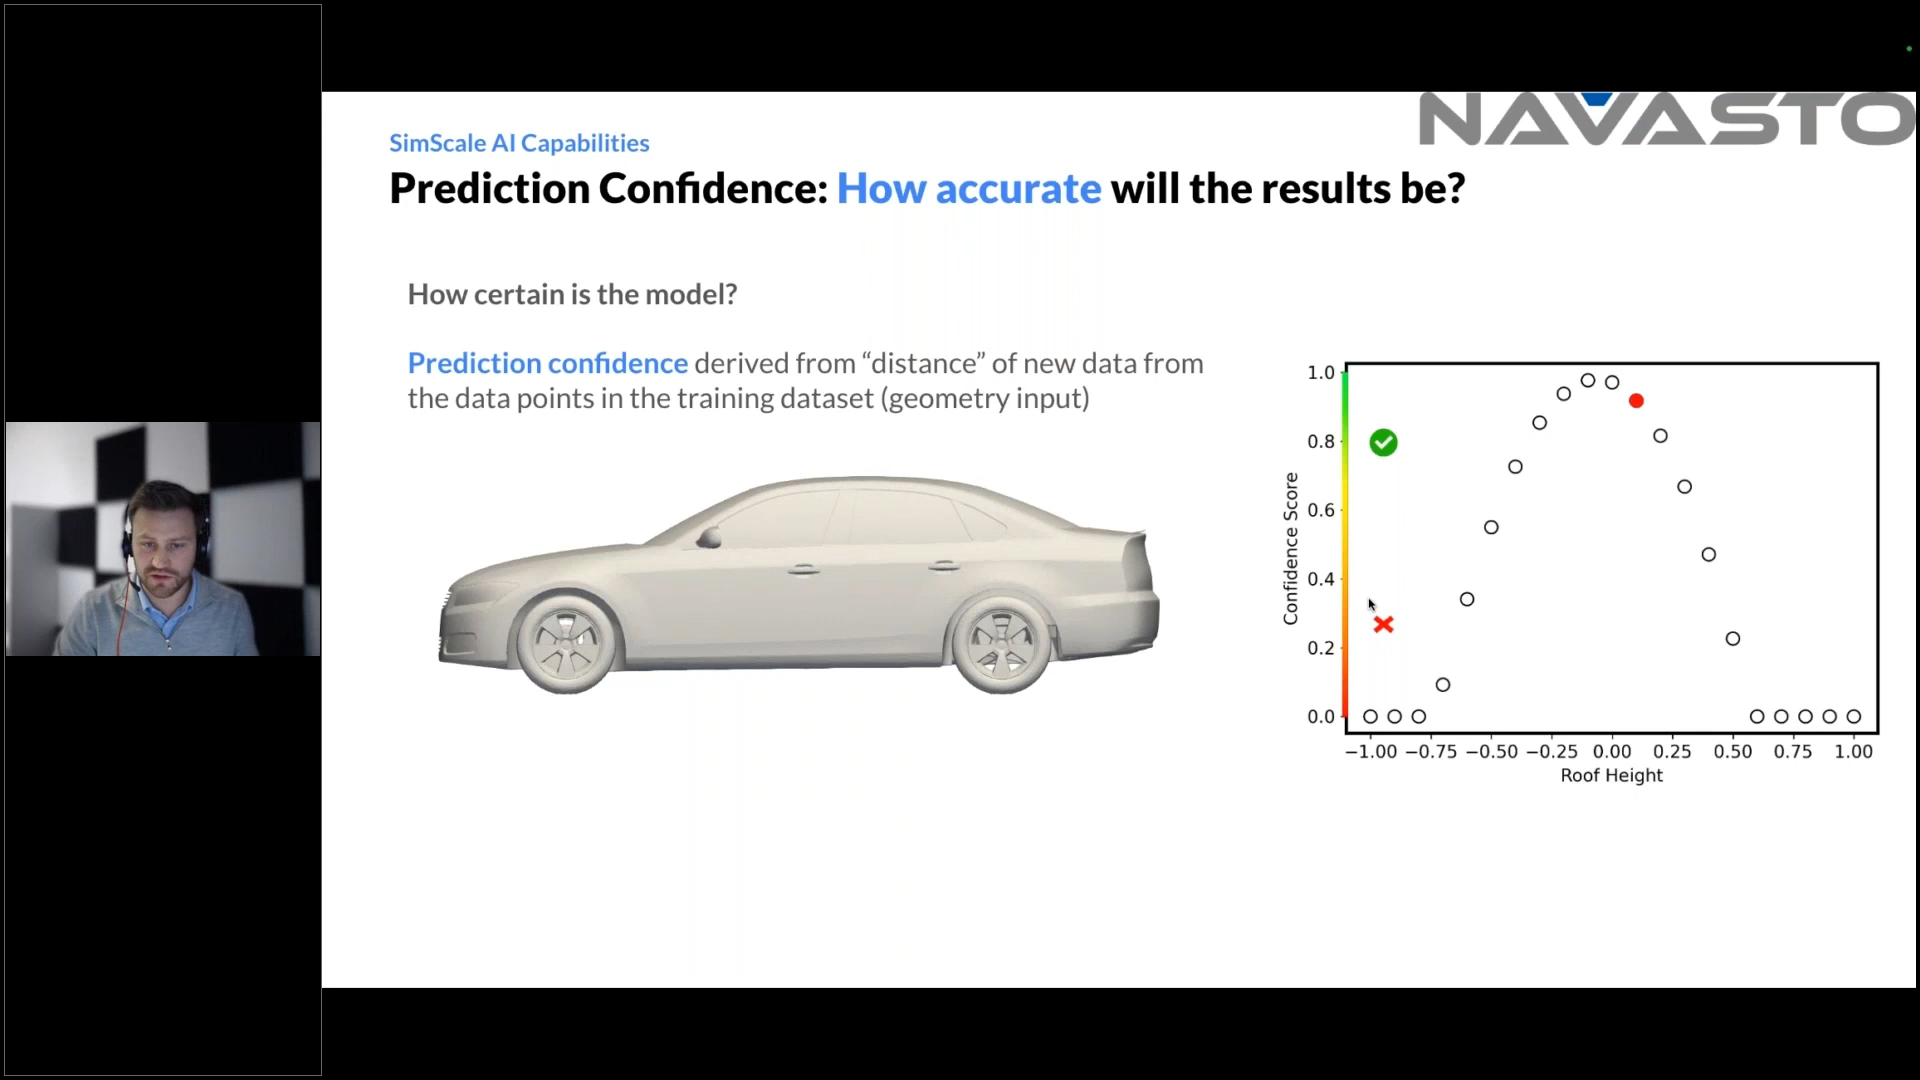 NAVASTO
SimScale AI Capabilities
Prediction Confidence: How accurate will the results be?
How certain is the model?
Prediction confidence derived from “distance” of new data from
the data points in the training dataset (geometry input)
1.0
0.8
0.6
0.4
0.2
0.0
Confidence Score
−1.00 −0.75 −0.50 −0.25 0.00 0.25 0.50 0.75 1.00
Roof Height